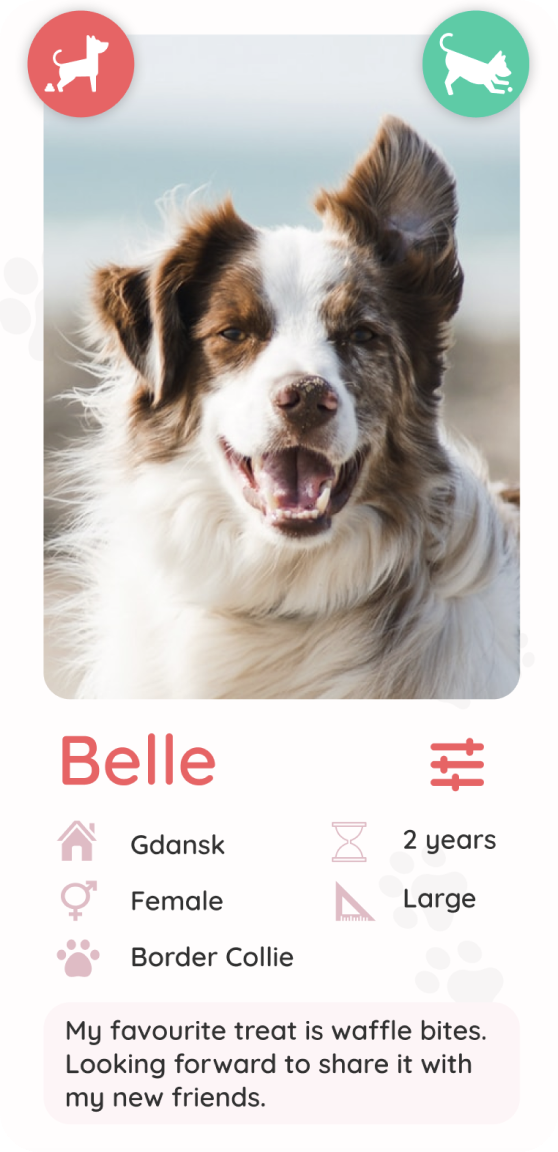 Belle
Gdansk
2 years
Female
Large
Border Collie
My favourite treat is waffle bites.
Looking forward to share it with
my new friends.